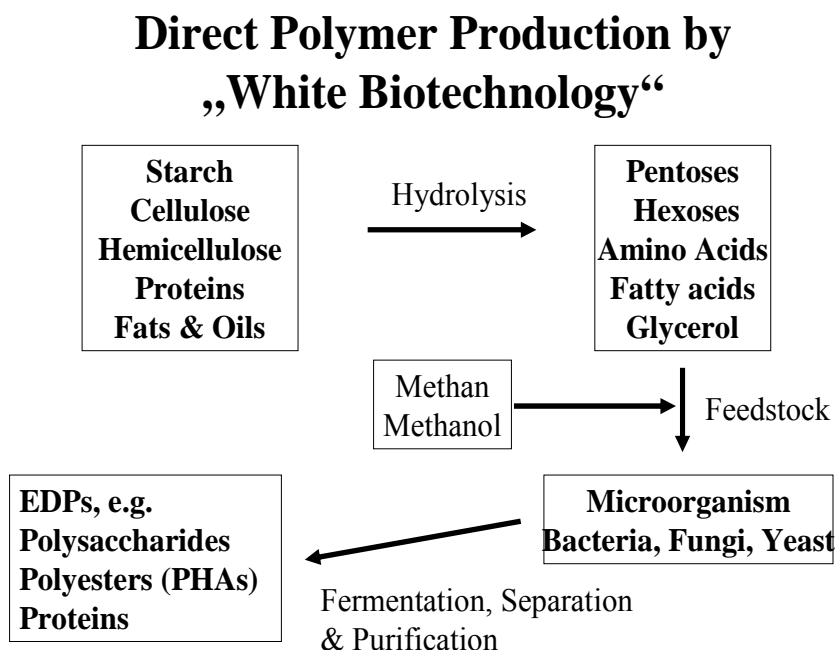 Direct Polymer Production by
„White Biotechnology“
Starch
Cellulose
Hemicellulose
Proteins
Fats & Oils
Hydrolysis
Pentoses
Hexoses
Amino Acids
Fatty acids
Glycerol
Methan
Methanol
Feedstock
Microorganism
Bacteria, Fungi, Yeast
EDPs, e.g.
Polysaccharides
Polyesters (PHAs)
Proteins
Fermentation, Separation
& Purification